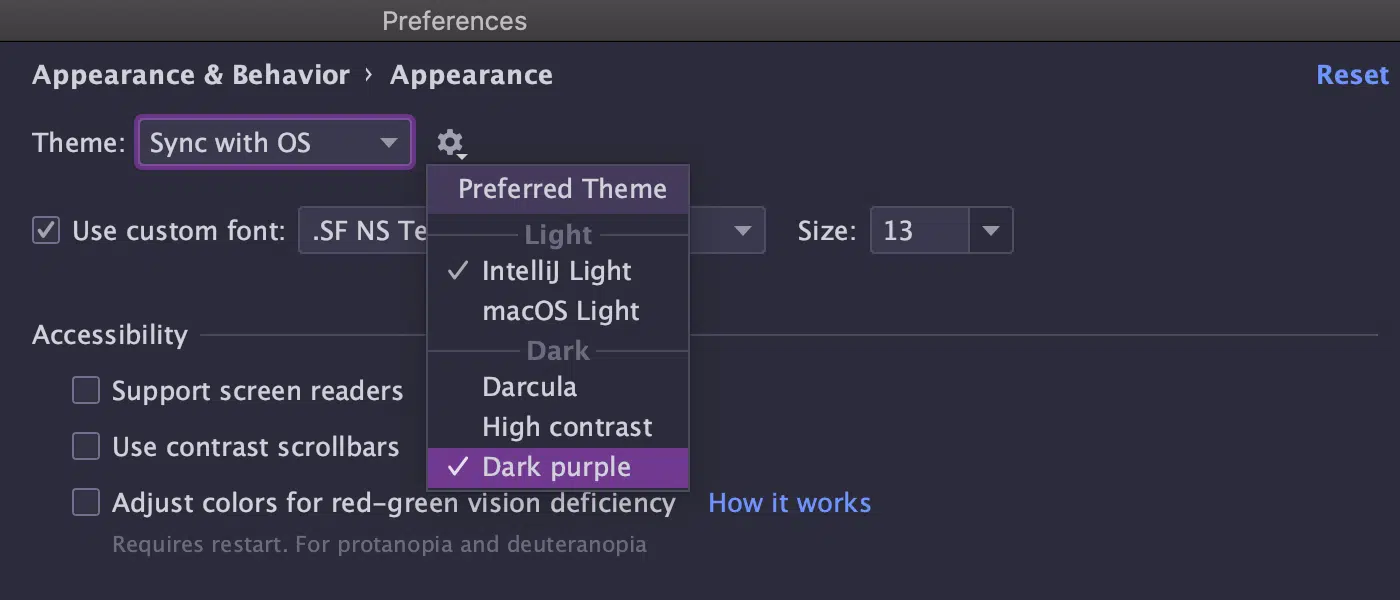 Preferences
Appearance & Behavior › Appearance
Reset
Theme: Sync with OS
Preferred Theme
Light
IntelliJ Light
macOS Light
Dark
Darcula
High contrast
Dark purple
Use custom font: .SF NS Te
Size: 13
Accessibility
Support screen readers
Use contrast scrollbars
Adjust colors for red-green vision deficiency How it works
Requires restart. For protanopia and deuteranopia